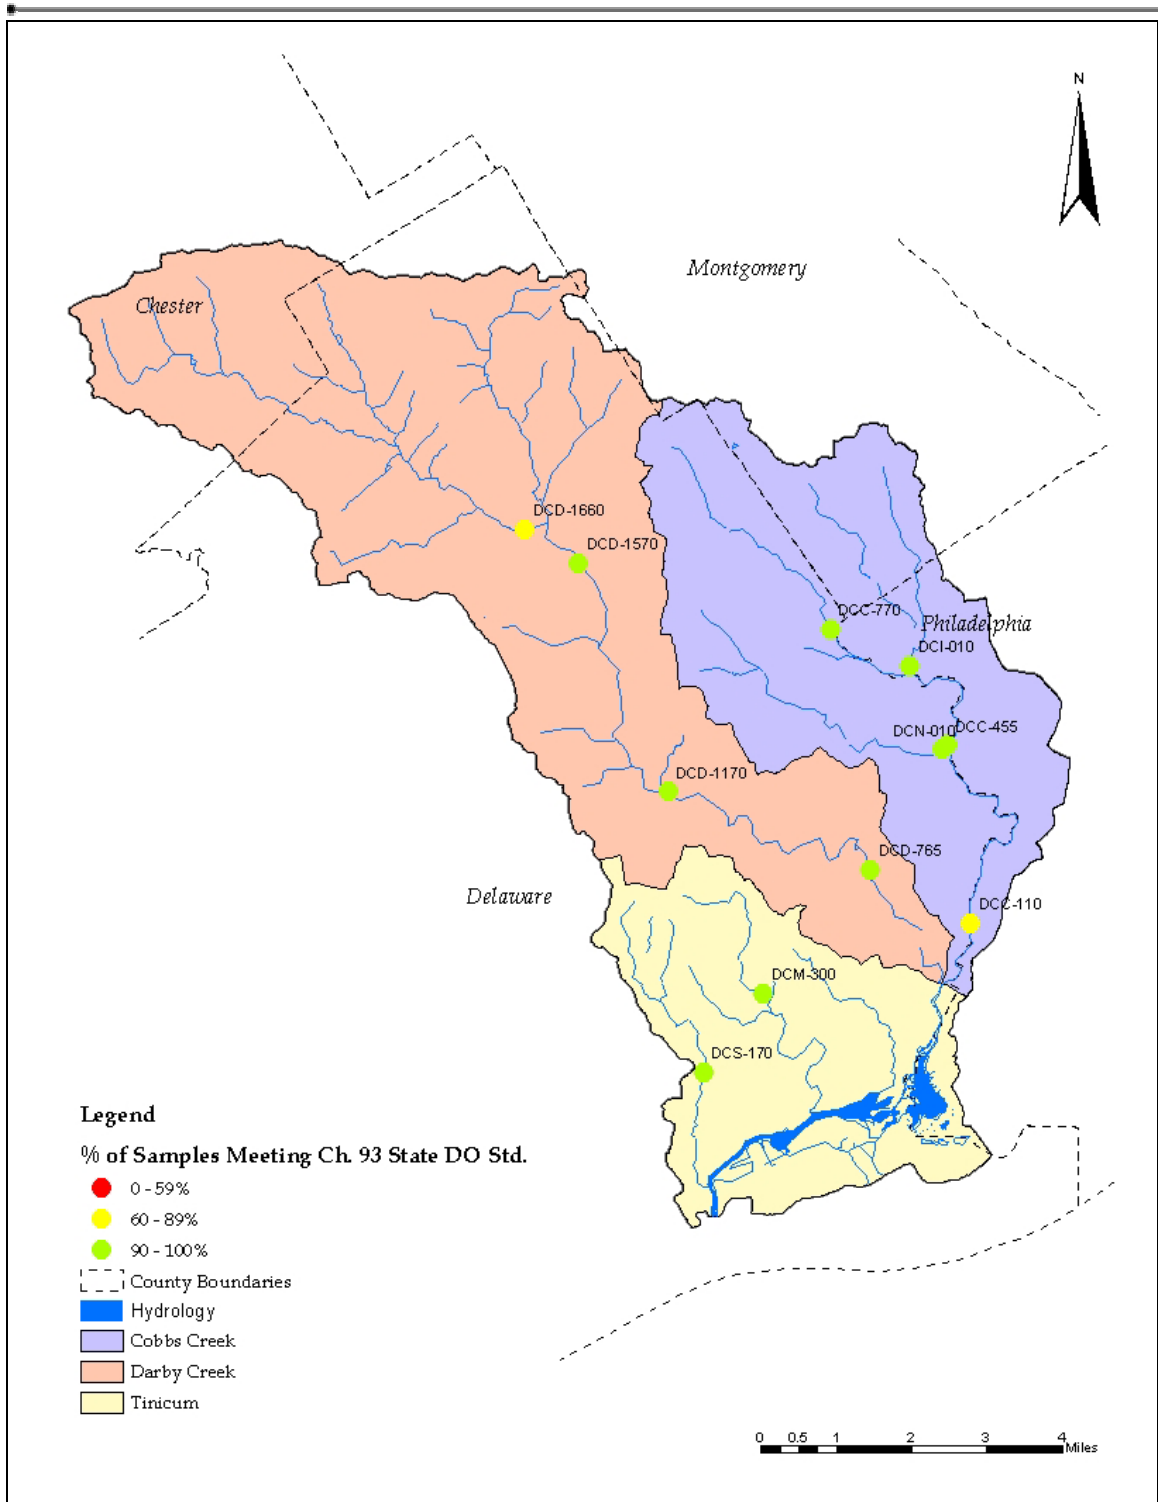 N
Montgomery
Chester
DCD-1660
DCD-1570
DCC-770
Philadelphia
DCI-010
DCN-010
DCC-455
DCD-1170
DCD-765
Delaware
DCC-110
DCM-300
DCS-170
Legend
% of Samples Meeting Ch. 93 State DO Std.
0 - 59%
60 - 89%
90 - 100%
County Boundaries
Hydrology
Cobbs Creek
Darby Creek
Tinicum
0 0.5 1 2 3 4
Miles